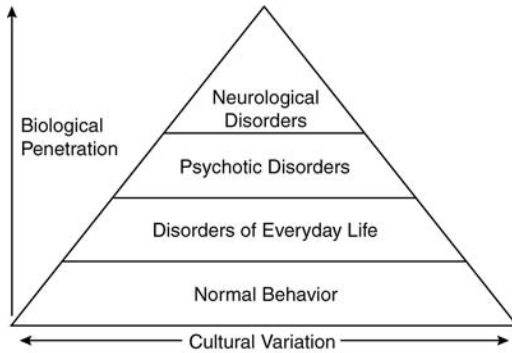 Neurological
Disorders
Biological
Penetration
Psychotic Disorders
Disorders of Everyday Life
Normal Behavior
Cultural Variation